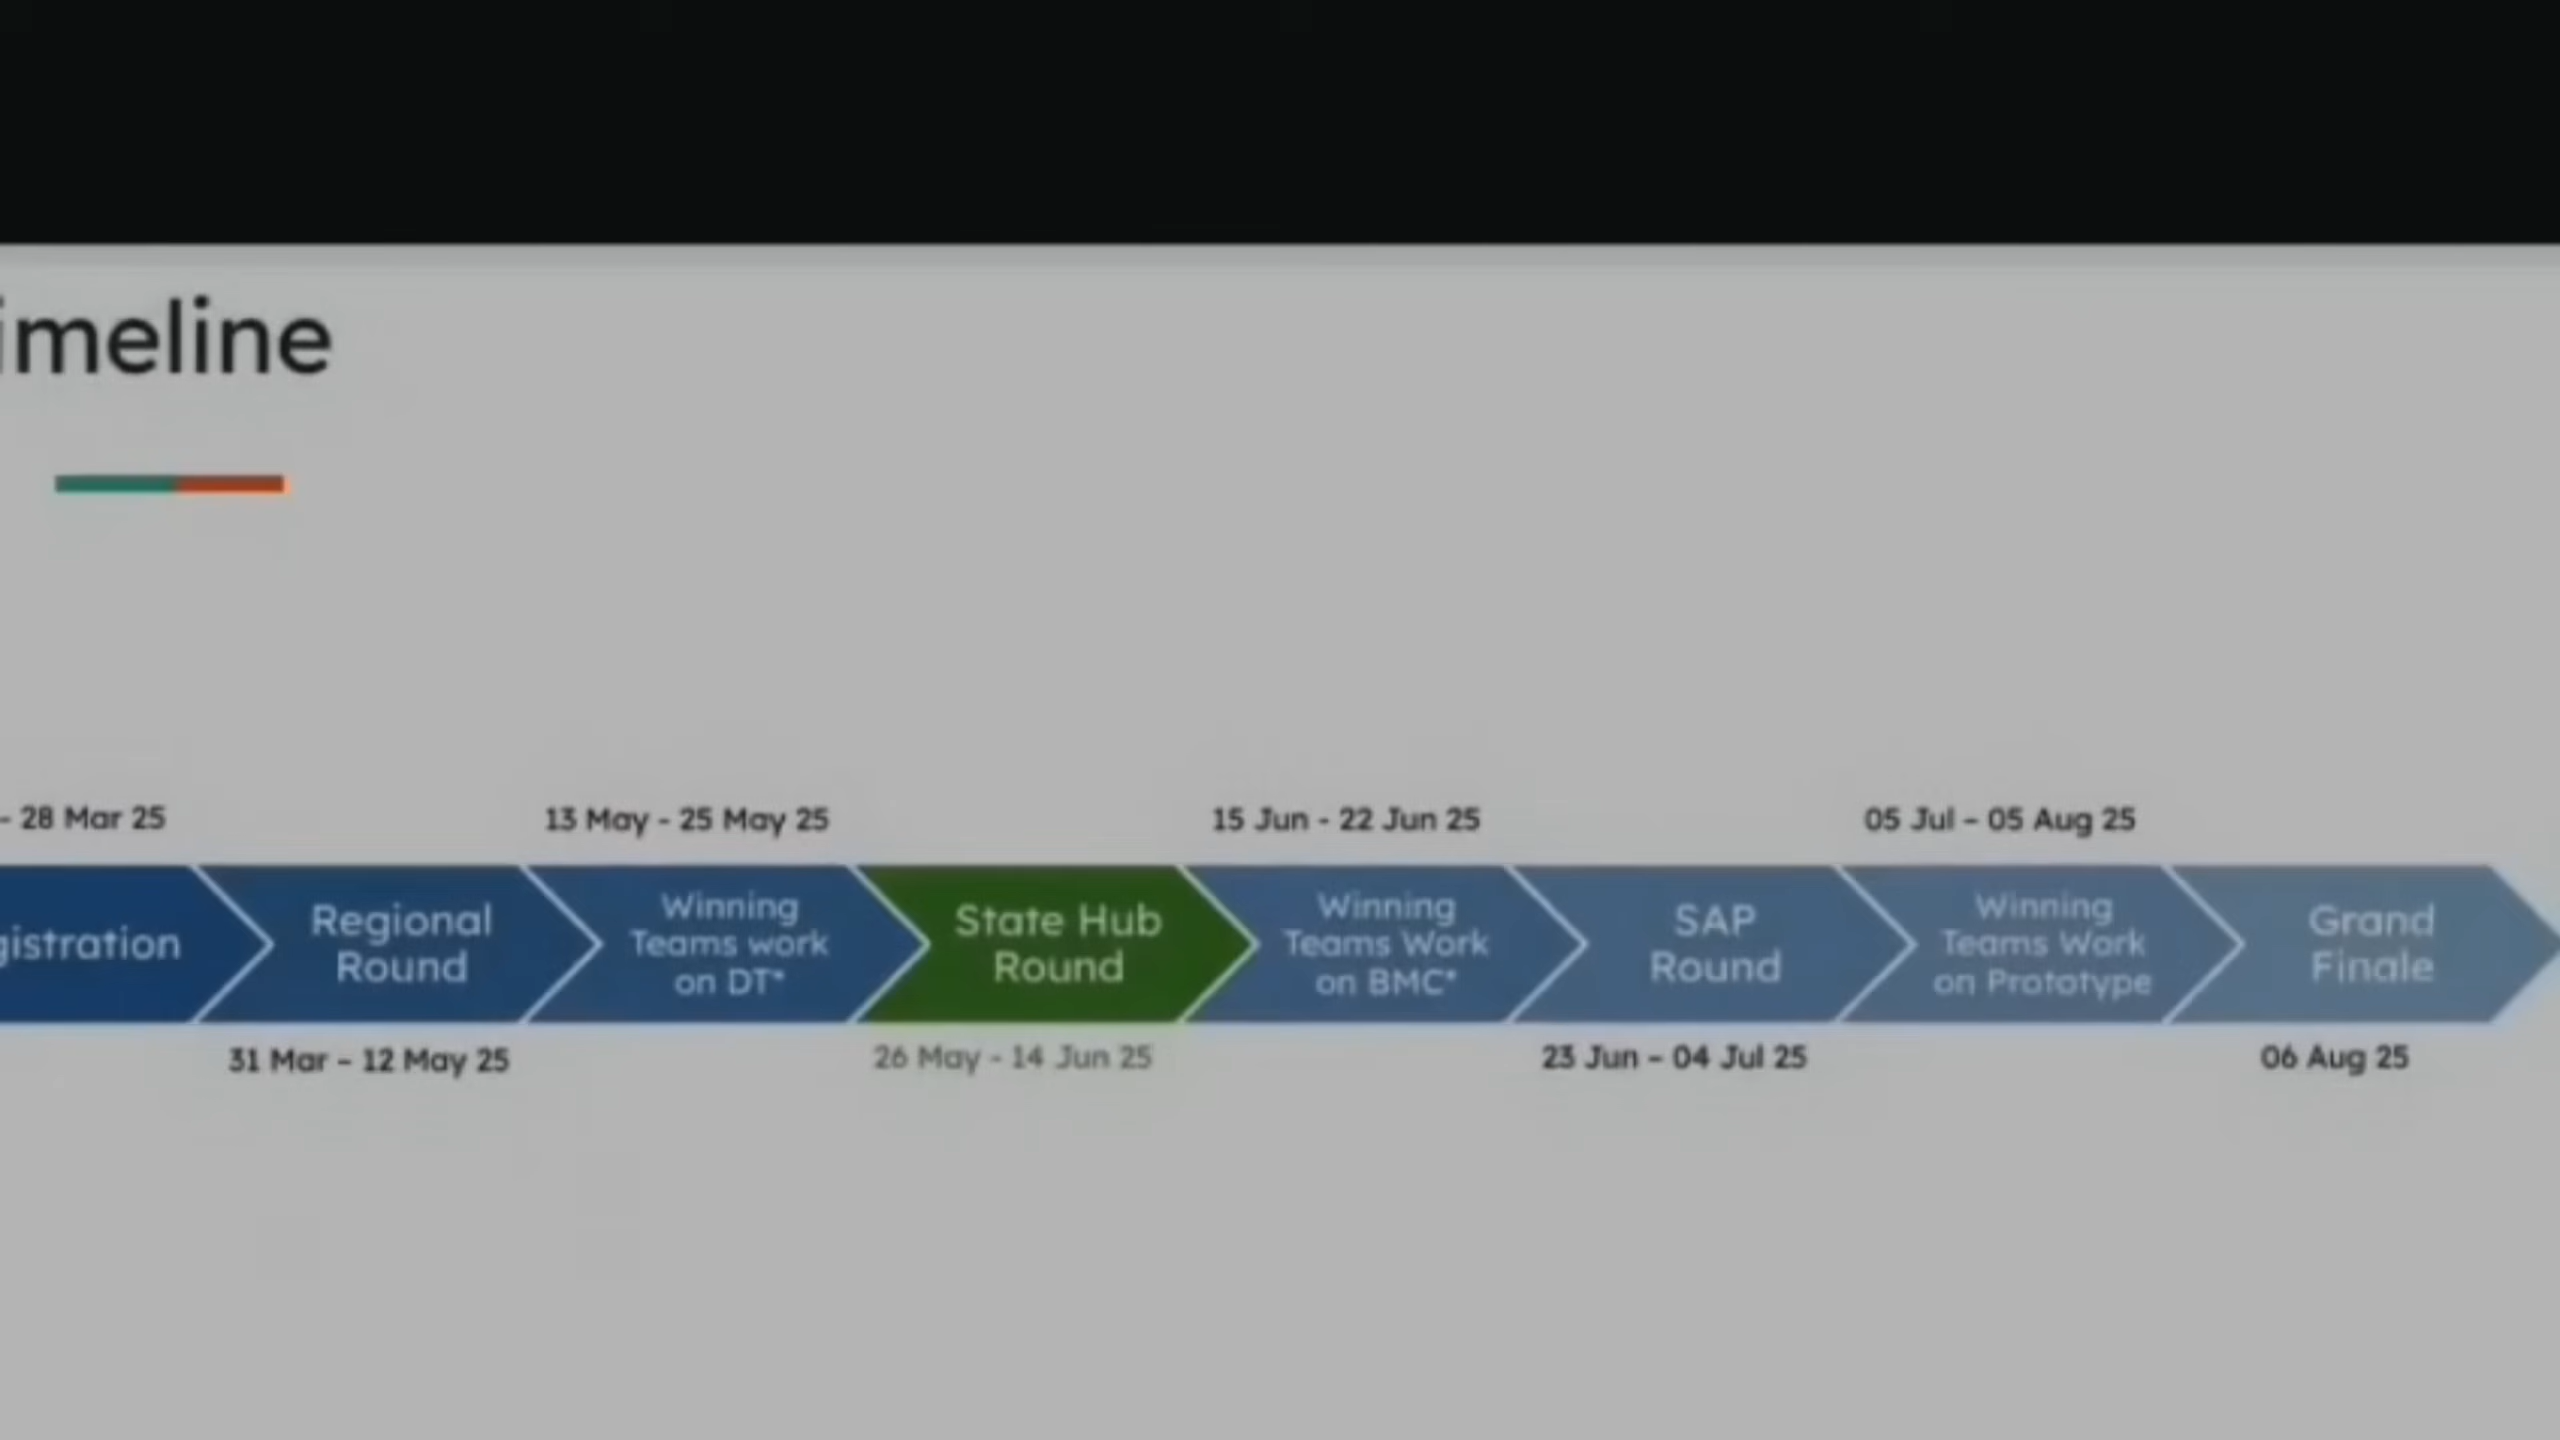 imeline
- 28 Mar 25
13 May - 25 May 25
15 Jun - 22 Jun 25
05 Jul – 05 Aug 25
gistration
Regional
Round
Winning
Teams work
on DT*
State Hub
Round
Winning
Teams Work
on BMC*
SAP
Round
Winning
Teams Work
on Prototype
Grand
Finale
31 Mar – 12 May 25
26 May - 14 Jun 25
23 Jun – 04 Jul 25
06 Aug 25